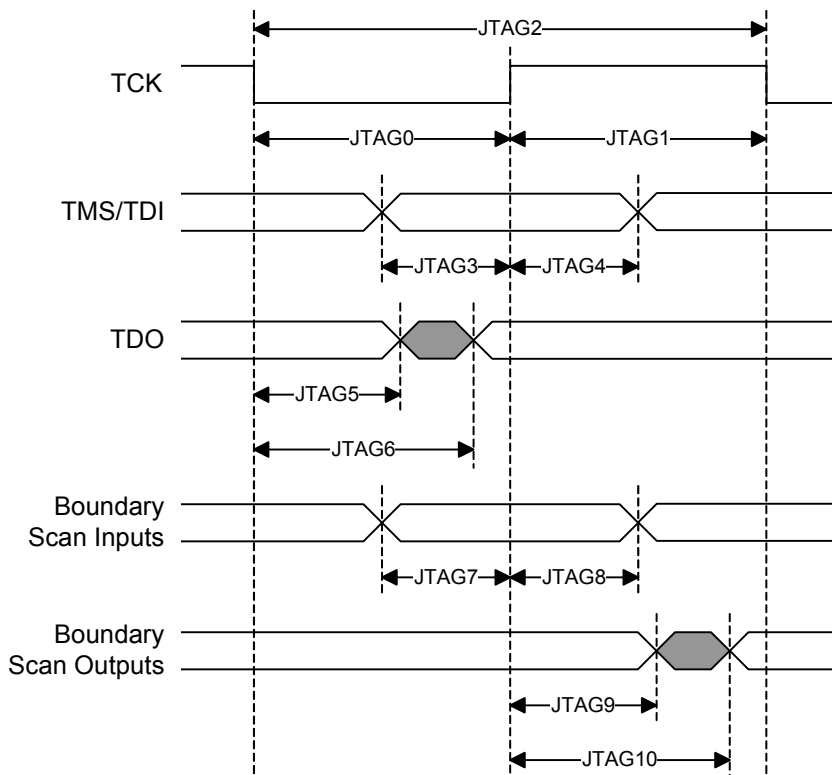 JTAG2
TCK
JTAG0
JTAG1
TMS/TDI
JTAG3
JTAG4
TDO
JTAG5
JTAG6
Boundary
Scan Inputs
JTAG7
JTAG8
Boundary
Scan Outputs
JTAG9
JTAG10